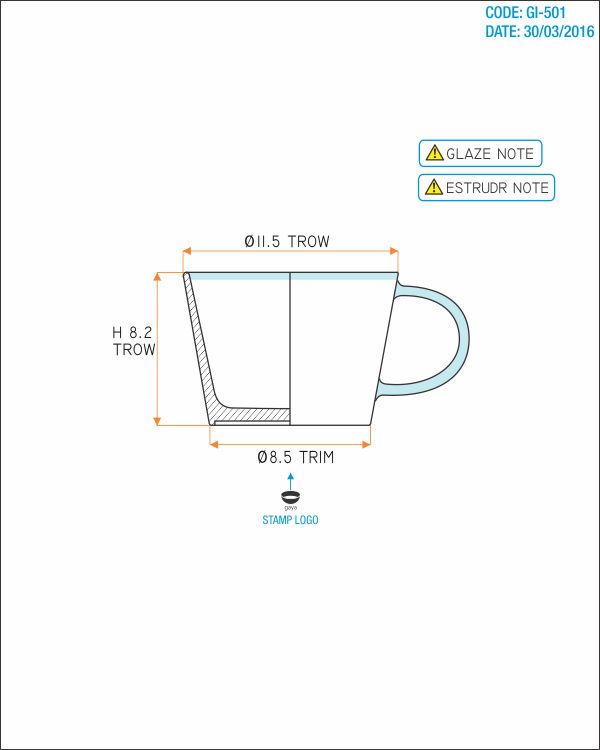 CODE: GI-501
DATE: 30/03/2016
GLAZE NOTE
ESTRUDR NOTE
Ø11.5 TROW
H 8.2
TROW
Ø8.5 TRIM
gaya
STAMP LOGO